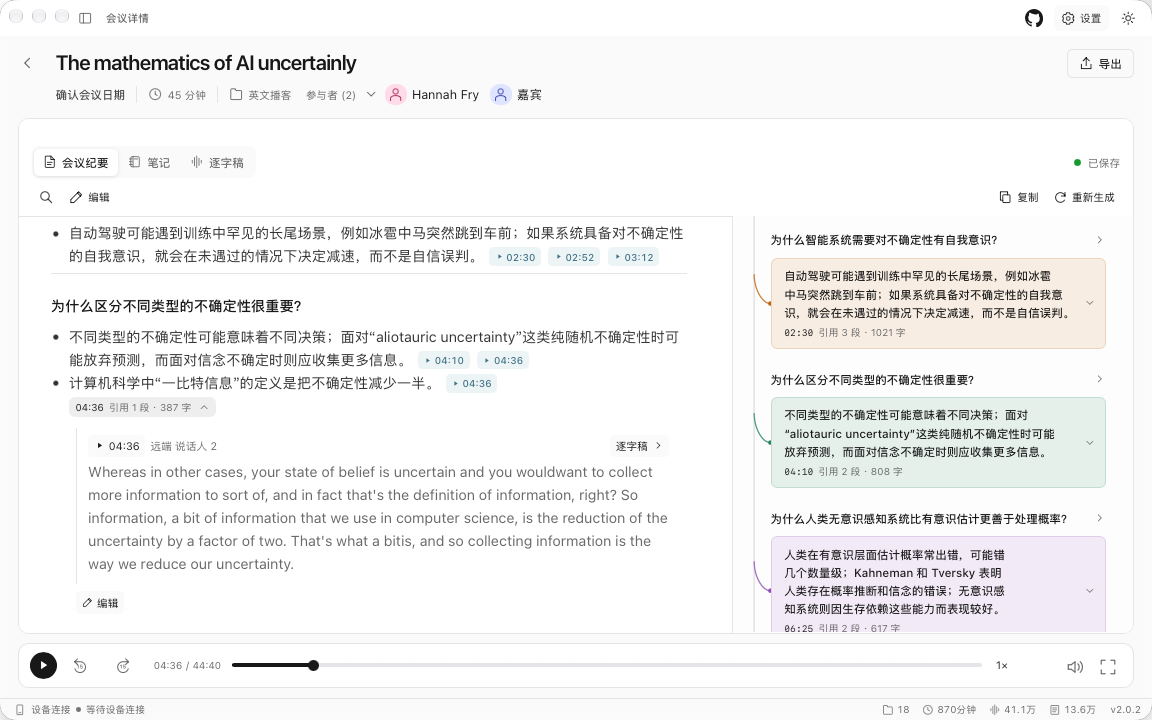 会议详情
设置
The mathematics of AI uncertainly
导出
确认会议日期 45 分钟 英文播客 参与者 (2) Hannah Fry 嘉宾
会议纪要 笔记 逐字稿
已保存
编辑
复制 重新生成
自动驾驶可能遇到训练中罕见的长尾场景，例如冰雹中马突然跳到车前；如果系统具备对不确定性
的自我意识，就会在未遇过的情况下决定减速，而不是自信误判。 02:30 02:52 03:12
为什么区分不同类型的不确定性很重要？
不同类型的不确定性可能意味着不同决策；面对“aliotauric uncertainty”这类纯随机不确定性时可
能放弃预测，而面对信念不确定时则应收集更多信息。 04:10 04:36
计算机科学中“一比特信息”的定义是把不确定性减少一半。 04:36
04:36 引用 1 段 · 387 字
04:36 远端 说话人 2
逐字稿
Whereas in other cases, your state of belief is uncertain and you wouldwant to collect
more information to sort of, and in fact that's the definition of information, right? So
information, a bit of information that we use in computer science, is the reduction of the
uncertainty by a factor of two. That's what a bitis, and so collecting information is the
way we reduce our uncertainty.
编辑
为什么智能系统需要对不确定性有自我意识？
自动驾驶可能遇到训练中罕见的长尾场景，例如冰雹
中马突然跳到车前；如果系统具备对不确定性的自我意
识，就会在未遇过的情况下决定减速，而不是自信误判。
02:30 引用 3 段 · 1021 字
为什么区分不同类型的不确定性很重要？
不同类型的不确定性可能意味着不同决策；面对
“aliotauric uncertainty”这类纯随机不确定性时可能
放弃预测，而面对信念不确定时则应收集更多信息。
04:10 引用 2 段 · 808 字
为什么人类无意识感知系统比有意识估计更善于处理概率？
人类在有意识层面估计概率常出错，可能错
几个数量级；Kahneman 和 Tversky 表明
人类存在概率推断和信念的错误；无意识感
知系统则因生存依赖这些能力而表现较好。
06:25 引用 2 段 · 617 字
15
15
04:36 / 44:40
1×
设备连接 等待设备连接
18 870分钟 41.1万 13.6万 v2.0.2